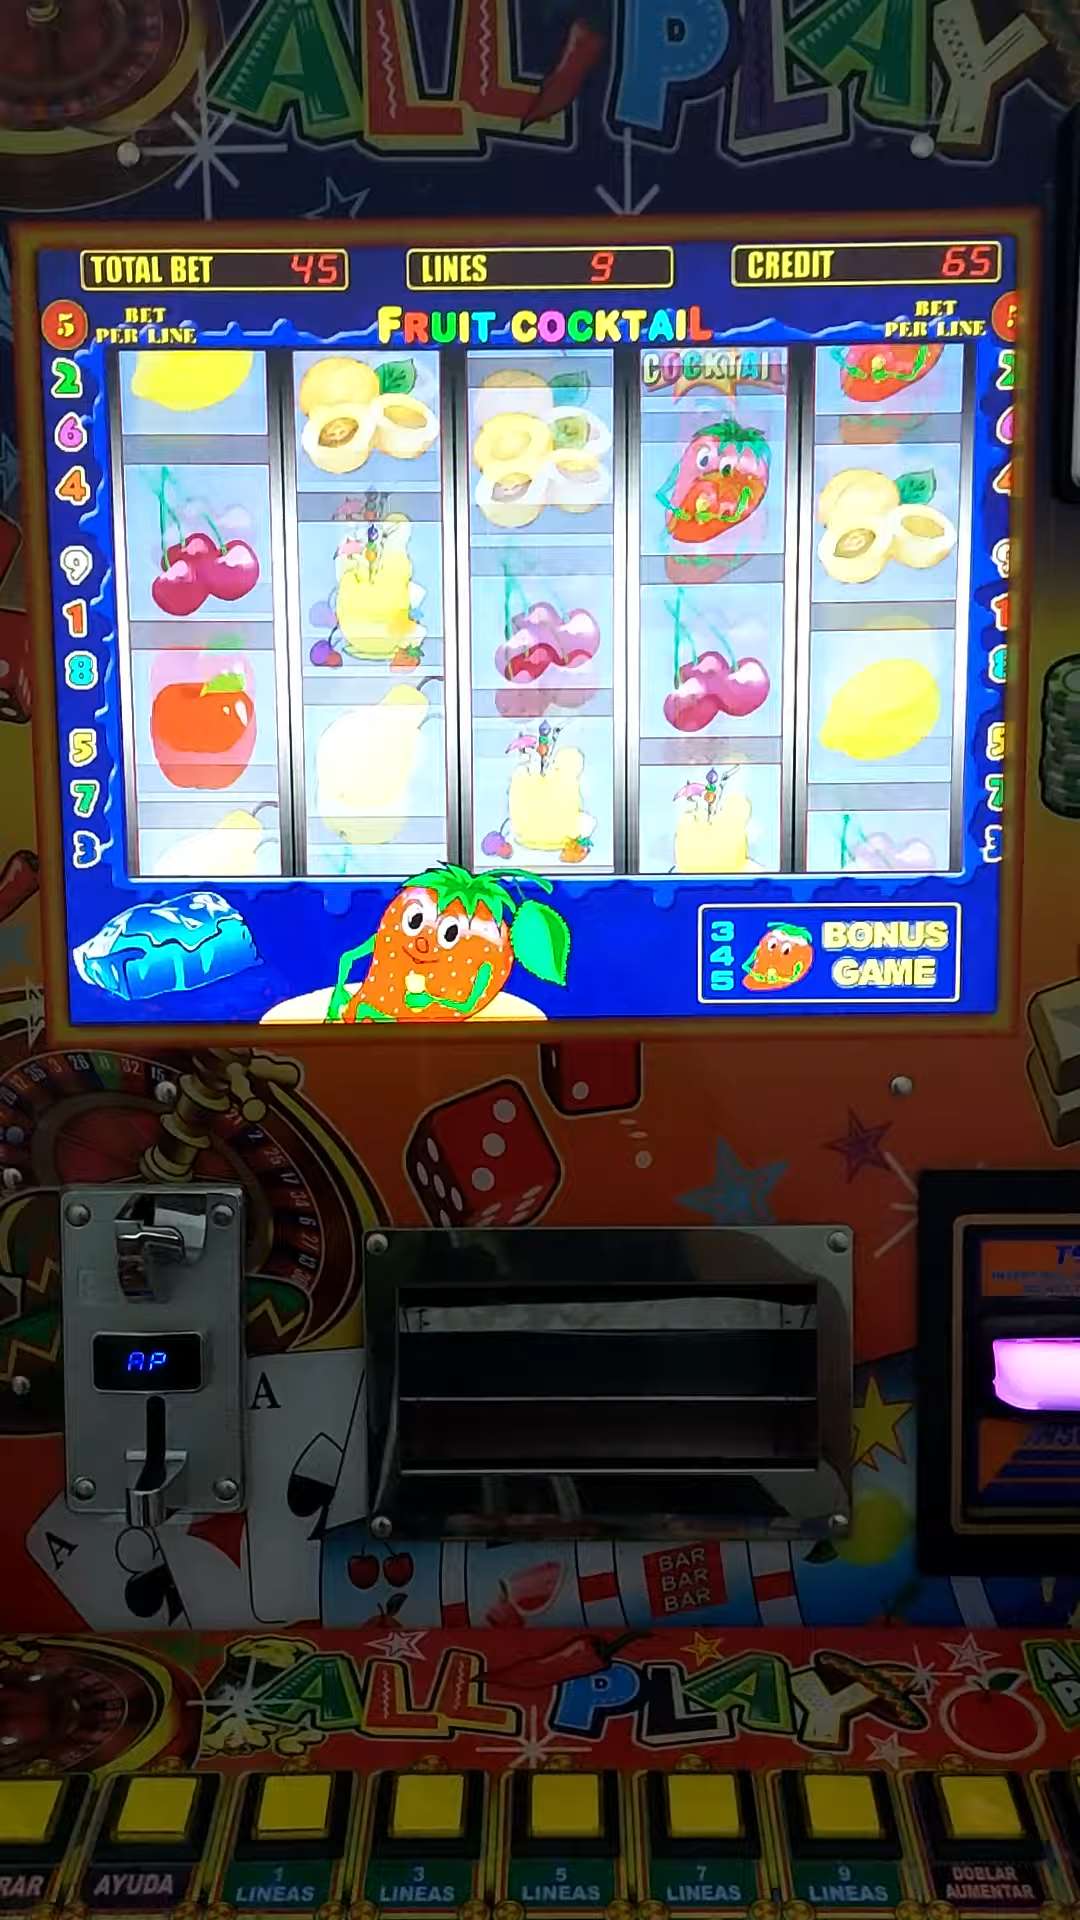 ALL PLAY
TOTAL BET 45
LINES 9
CREDIT 65
5 BET PER LINE
FRUIT COCKTAIL
BET PER LINE
2
6
4
9
1
8
5
7
3
COCKTAIL
3
4
5
BONUS GAME
AP
A
A
BAR
BAR
BAR
ALL PLAY
AYUDA
1 LINEAS
3 LINEAS
5 LINEAS
7 LINEAS
9 LINEAS
DOBLAR
AUMENTAR